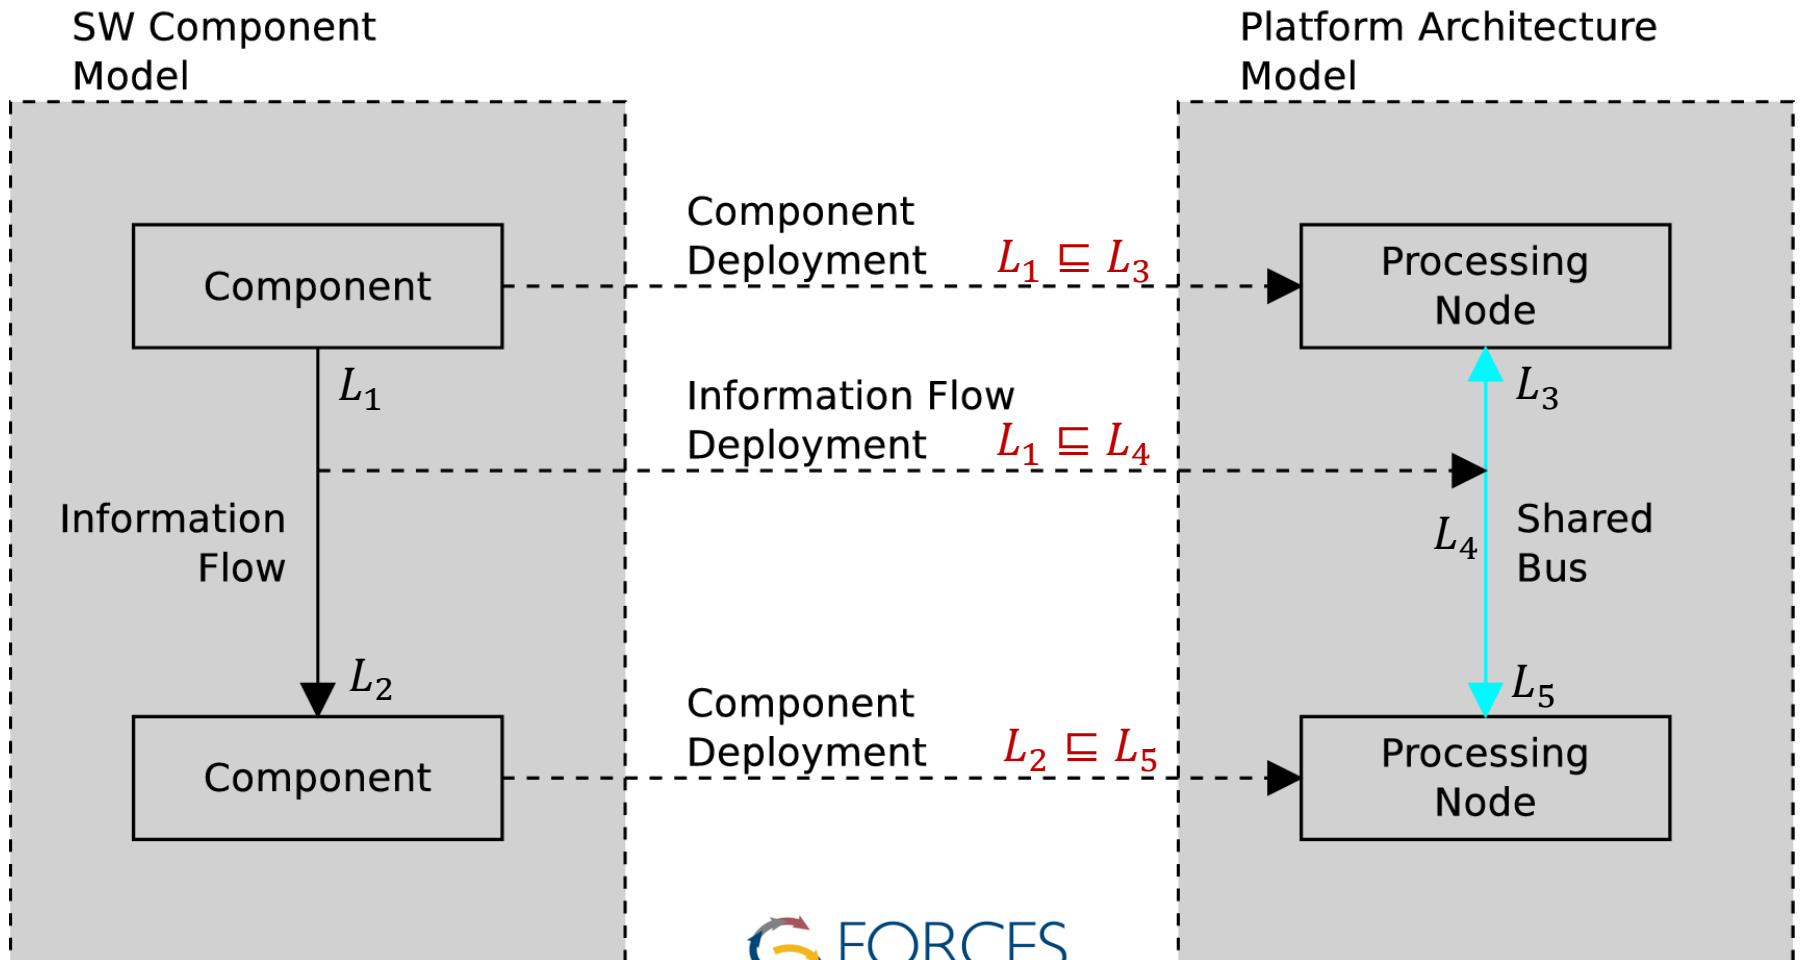 SW Component
Model
Platform Architecture
Model
Component
Deployment L₁ ⊑ L₃
Component
Processing
Node
L₁
L₃
Information Flow
Deployment L₁ ⊑ L₄
Information
Flow
L₄
Shared
Bus
L₂
L₅
Component
Deployment L₂ ⊑ L₅
Component
Processing
Node
FORCES